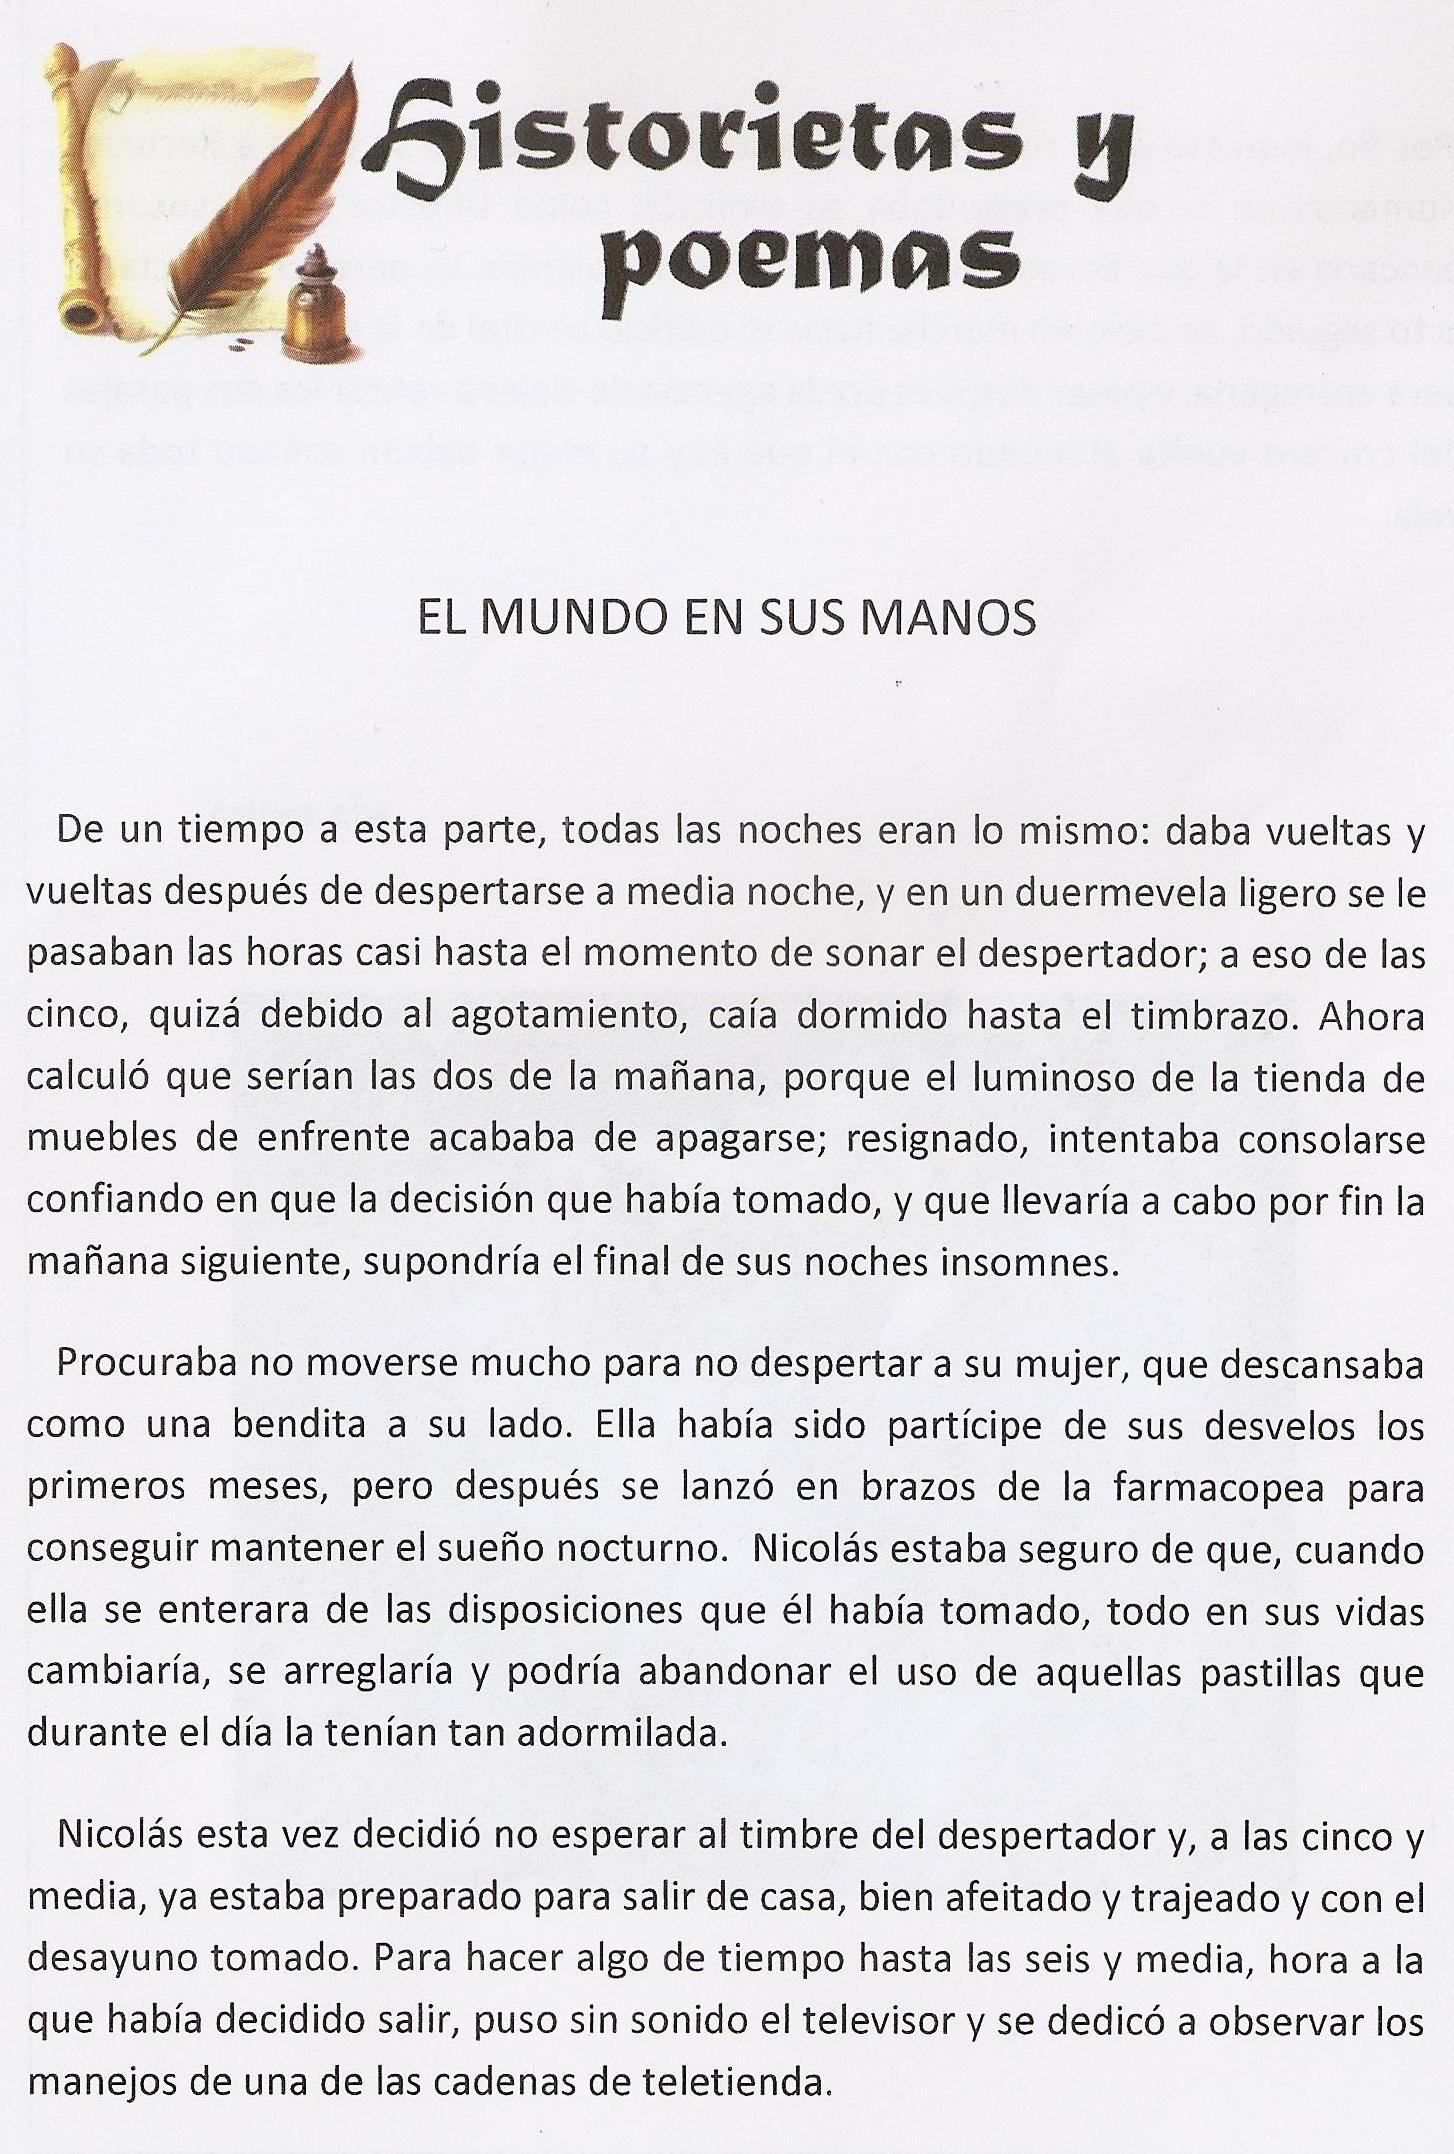 Historietas y
poemas
EL MUNDO EN SUS MANOS
De un tiempo a esta parte, todas las noches eran lo mismo: daba vueltas y
vueltas después de despertarse a media noche, y en un duermevela ligero se le
pasaban las horas casi hasta el momento de sonar el despertador; a eso de las
cinco, quizá debido al agotamiento, caía dormido hasta el timbrazo. Ahora
calculó que serían las dos de la mañana, porque el luminoso de la tienda de
muebles de enfrente acababa de apagarse; resignado, intentaba consolarse
confiando en que la decisión que había tomado, y que llevaría a cabo por fin la
mañana siguiente, supondría el final de sus noches insomnes.
Procuraba no moverse mucho para no despertar a su mujer, que descansaba
como una bendita a su lado. Ella había sido partícipe de sus desvelos los
primeros meses, pero después se lanzó en brazos de la farmacopea para
conseguir mantener el sueño nocturno. Nicolás estaba seguro de que, cuando
ella se enterara de las disposiciones que él había tomado, todo en sus vidas
cambiaría, se arreglaría y podría abandonar el uso de aquellas pastillas que
durante el día la tenían tan adormilada.
Nicolás esta vez decidió no esperar al timbre del despertador y, a las cinco y
media, ya estaba preparado para salir de casa, bien afeitado y trajeado y con el
desayuno tomado. Para hacer algo de tiempo hasta las seis y media, hora a la
que había decidido salir, puso sin sonido el televisor y se dedicó a observar los
manejos de una de las cadenas de teletienda.